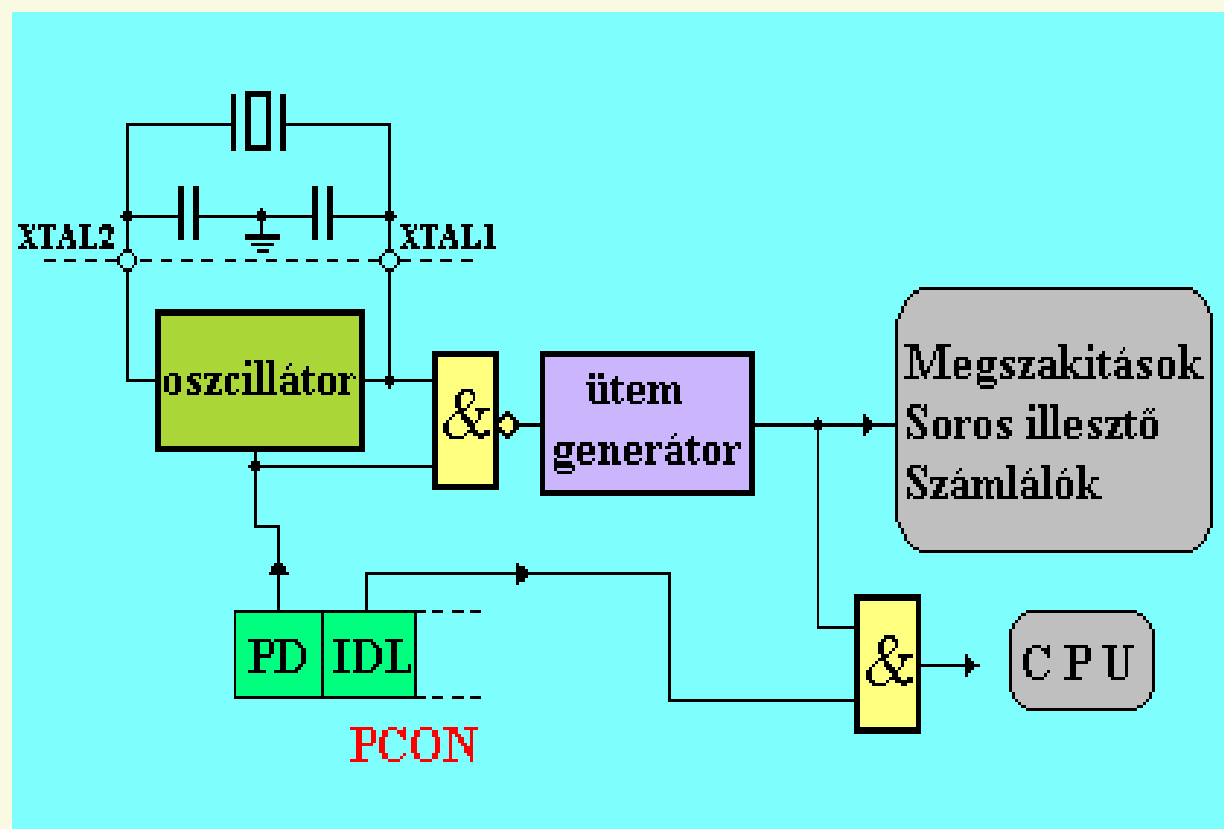 XTAL2
XTAL1
oszcillátor
&
ütem
generátor
Megszakitások
Soros illesztő
Számlálók
PD
IDL
&
C P U
PCON